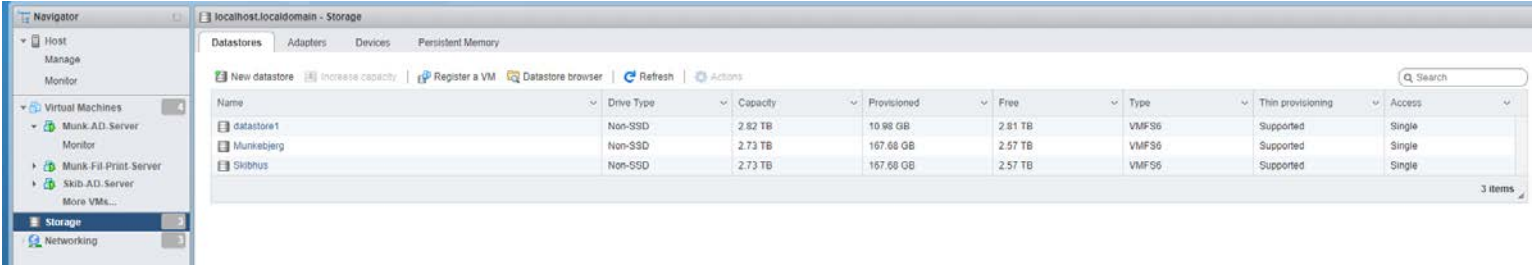 Navigator
localhost.localdomain - Storage
Host
Manage
Monitor
Virtual Machines 4
Munk-AD-Server
Monitor
Munk-Fil-Print-Server
Skib-AD-Server
More VMs...
Storage 3
Networking 3
Datastores Adapters Devices Persistent Memory
New datastore Increase capacity Register a VM Datastore browser Refresh Actions
Search
Name Drive Type Capacity Provisioned Free Type Thin provisioning Access
datastore1 Non-SSD 2.82 TB 10.98 GB 2.81 TB VMFS6 Supported Single
Munkebjerg Non-SSD 2.73 TB 167.68 GB 2.57 TB VMFS6 Supported Single
Skibhus Non-SSD 2.73 TB 167.68 GB 2.57 TB VMFS6 Supported Single
3 items